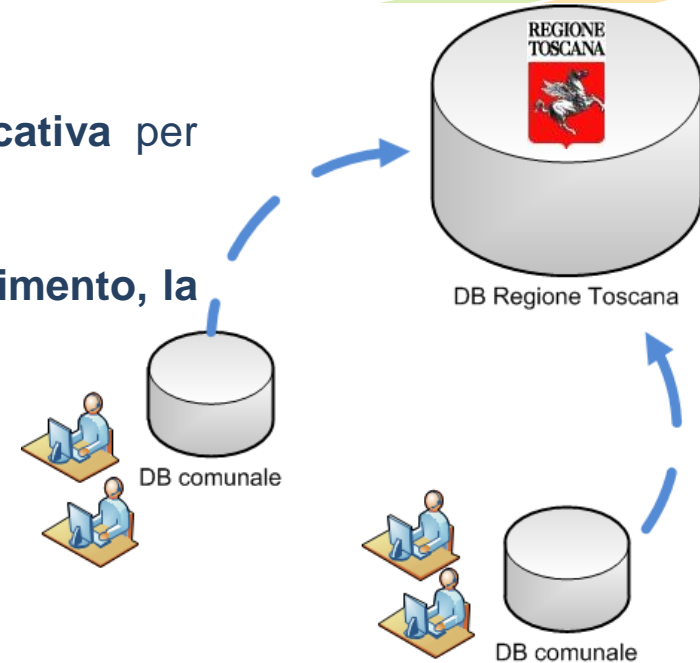 REGIONE
TOSCANA
cativa per
imento, la
DB Regione Toscana
DB comunale
DB comunale